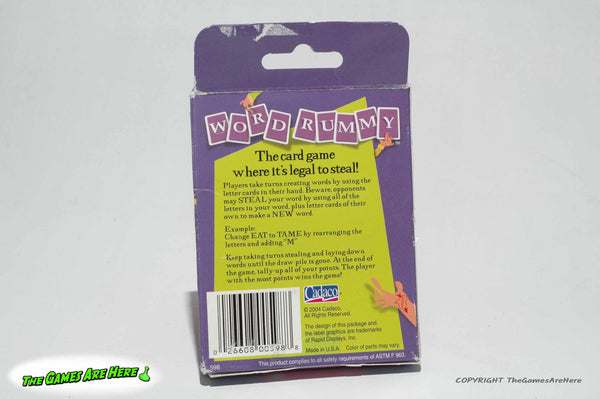 WORD RUMMY
The card game
where it's legal to steal!
Players take turns creating words by using the
letter cards in their hand. Beware, opponents
may STEAL your word by using all of the
letters in your word, plus letter cards of their
own to make a NEW word.
Example:
Change EAT to TAME by rearranging the
letters and adding "M"
Keep taking turns stealing and laying down
words until the draw pile is gone. At the end of
the game, tally-up all of your points. The player
with the most points wins the game!
Cadaco
© 2004 Cadaco,
All Rights Reserved.
The design of this package and
the label graphics are trademarks
of Rapid Displays, Inc.
Made in U.S.A. Color of parts may vary.
0 26608 00598 8
598
This product complies to all safety requirements of ASTM F 963.
THE GAMES ARE HERE
COPYRIGHT TheGamesAreHere